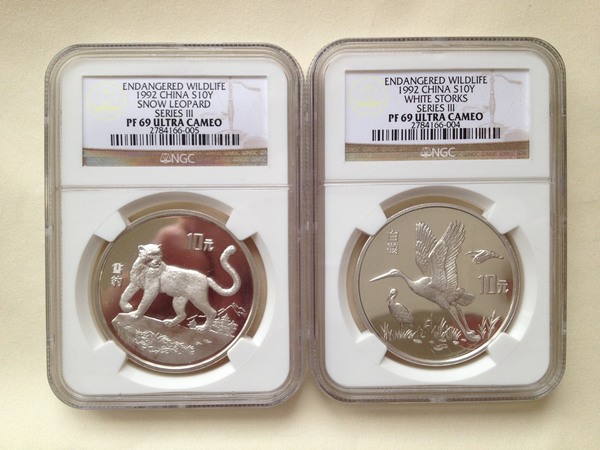 ENDANGERED WILDLIFE
1992 CHINA S10Y
SNOW LEOPARD
SERIES III
PF 69 ULTRA CAMEO
2784166-005
NGC
10元
雪豹
ENDANGERED WILDLIFE
1992 CHINA S10Y
WHITE STORKS
SERIES III
PF 69 ULTRA CAMEO
2784166-004
NGC
10元